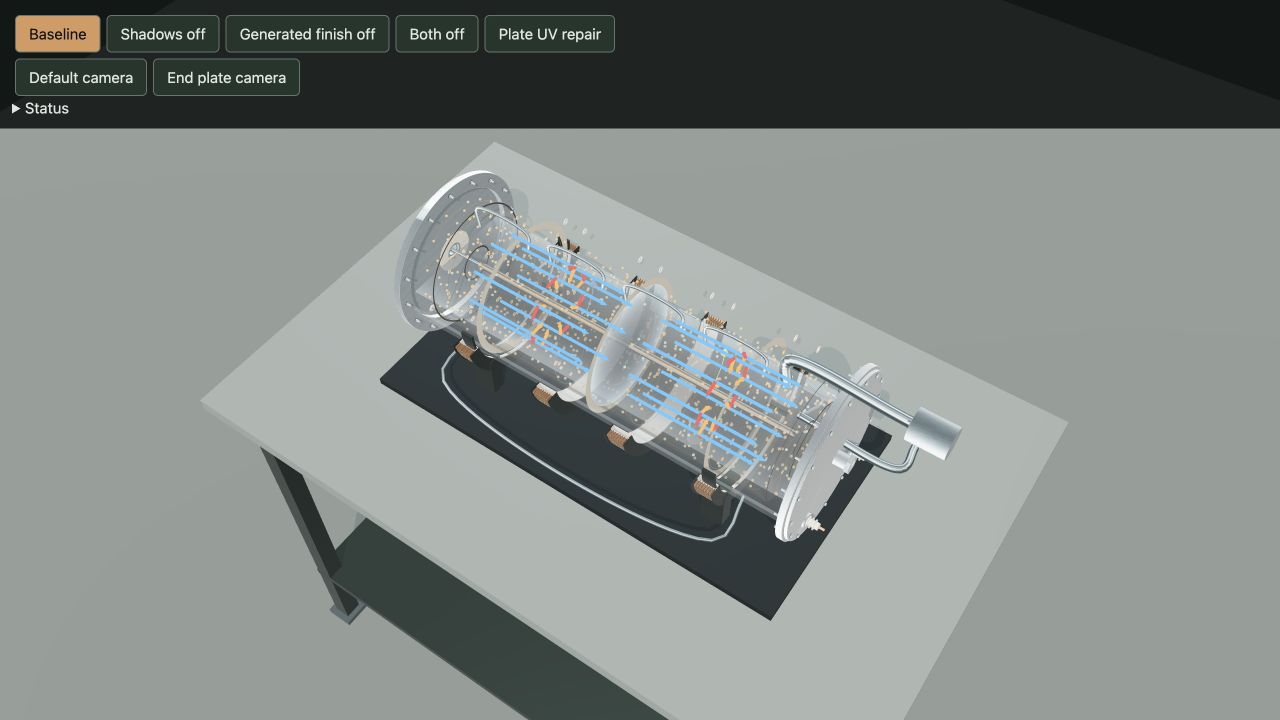 Baseline Shadows off Generated finish off Both off Plate UV repair
Default camera End plate camera
Status